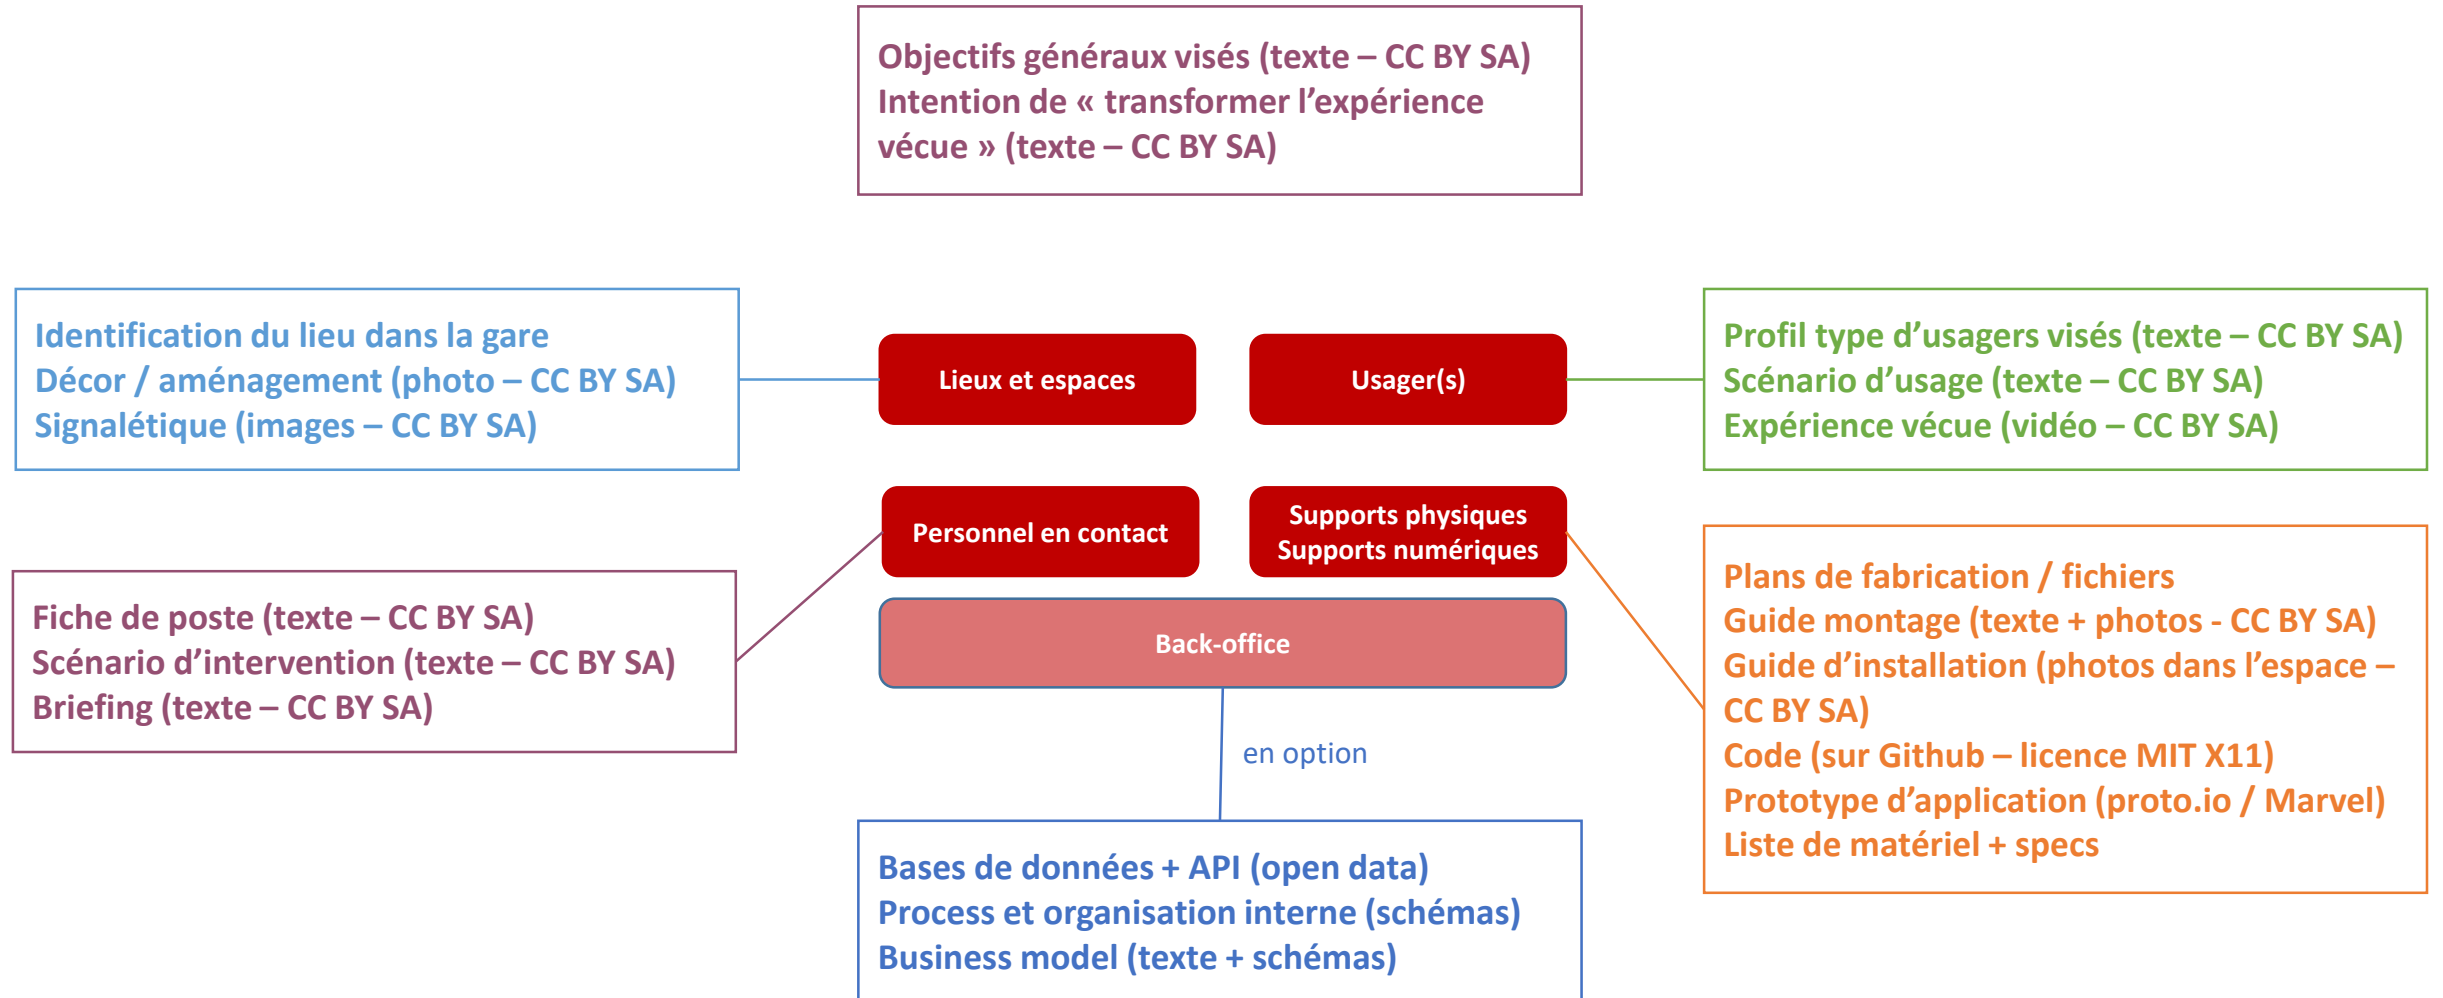 Objectifs généraux visés (texte – CC BY SA)
Intention de « transformer l’expérience
vécue » (texte – CC BY SA)
Identification du lieu dans la gare
Décor / aménagement (photo – CC BY SA)
Signalétique (images – CC BY SA)
Lieux et espaces
Usager(s)
Profil type d’usagers visés (texte – CC BY SA)
Scénario d’usage (texte – CC BY SA)
Expérience vécue (vidéo – CC BY SA)
Personnel en contact
Supports physiques
Supports numériques
Fiche de poste (texte – CC BY SA)
Scénario d’intervention (texte – CC BY SA)
Briefing (texte – CC BY SA)
Back-office
Plans de fabrication / fichiers
Guide montage (texte + photos - CC BY SA)
Guide d’installation (photos dans l’espace –
CC BY SA)
Code (sur Github – licence MIT X11)
Prototype d’application (proto.io / Marvel)
Liste de matériel + specs
en option
Bases de données + API (open data)
Process et organisation interne (schémas)
Business model (texte + schémas)